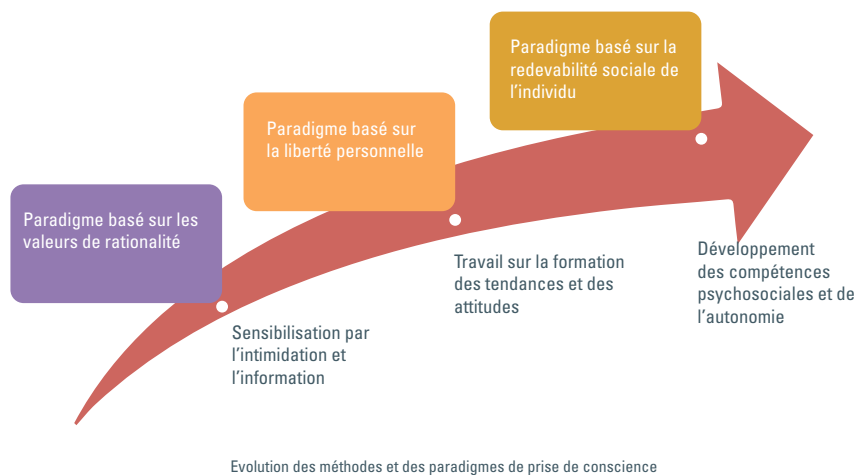 Paradigme basé sur la
redevabilité sociale de
l'individu
Paradigme basé sur
la liberté personnelle
Paradigme basé sur les
valeurs de rationalité
Développement
des compétences
psychosociales et de
l'autonomie
Travail sur la formation
des tendances et des
attitudes
Sensibilisation par
l'intimidation et
l'information
Evolution des méthodes et des paradigmes de prise de conscience